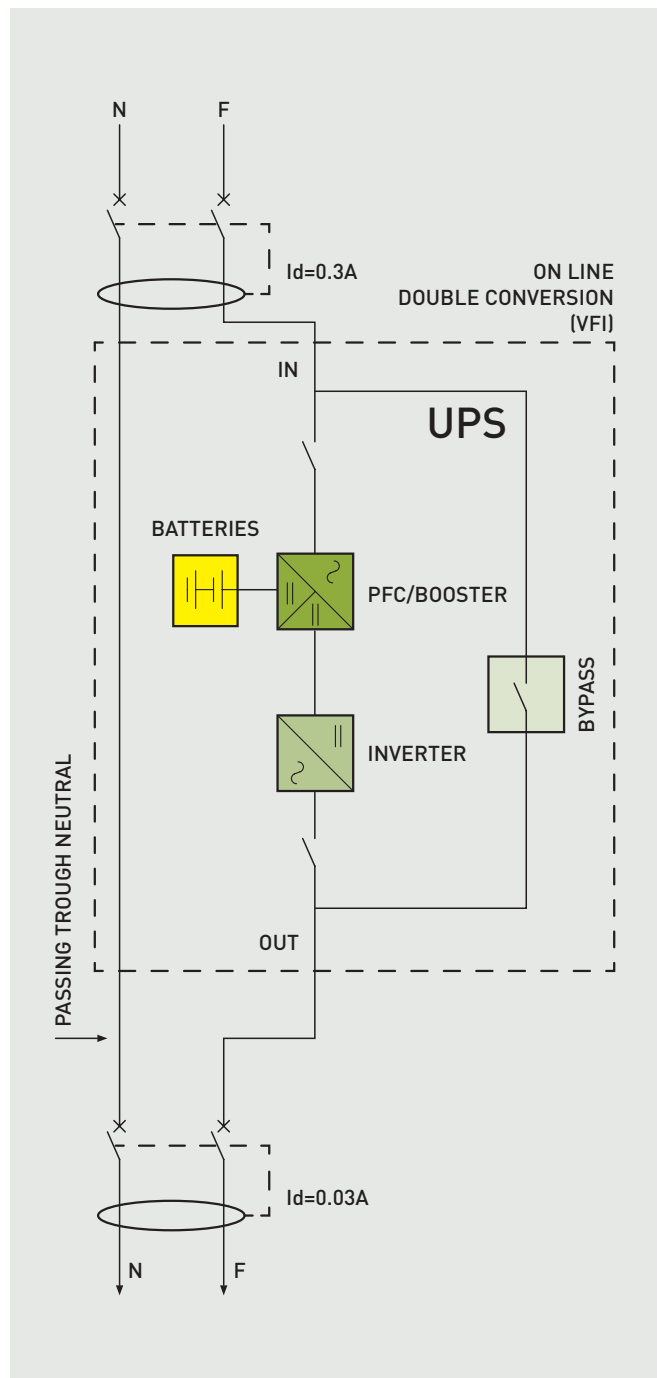 N
F
Id=0.3A
ON LINE
DOUBLE CONVERSION
(VFI)
IN
UPS
BATTERIES
PFC/BOOSTER
BYPASS
INVERTER
PASSING TROUGH NEUTRAL
OUT
Id=0.03A
N
F